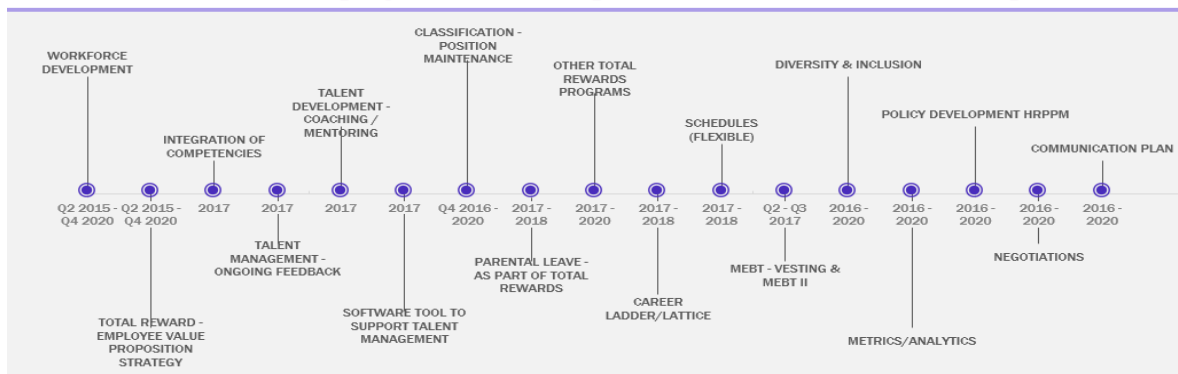 WORKFORCE
DEVELOPMENT
INTEGRATION OF
COMPETENCIES
TALENT
DEVELOPMENT -
COACHING /
MENTORING
CLASSIFICATION -
POSITION
MAINTENANCE
OTHER TOTAL
REWARDS
PROGRAMS
SCHEDULES
(FLEXIBLE)
DIVERSITY & INCLUSION
POLICY DEVELOPMENT HRPPM
COMMUNICATION PLAN
Q2 2015 -
Q4 2020
Q2 2015 -
Q4 2020
2017
2017
2017
2017
Q4 2016 -
2020
2017 -
2018
2017 -
2020
2017 -
2018
2017 -
2018
Q2 - Q3
2017
2016 -
2020
2016 -
2020
2016 -
2020
2016 -
2020
2016 -
2020
TOTAL REWARD -
EMPLOYEE VALUE
PROPOSITION
STRATEGY
TALENT
MANAGEMENT -
ONGOING FEEDBACK
SOFTWARE TOOL TO
SUPPORT TALENT
MANAGEMENT
PARENTAL LEAVE -
AS PART OF TOTAL
REWARDS
CAREER
LADDER/LATTICE
MEBT - VESTING &
MEBT II
METRICS/ANALYTICS
NEGOTIATIONS